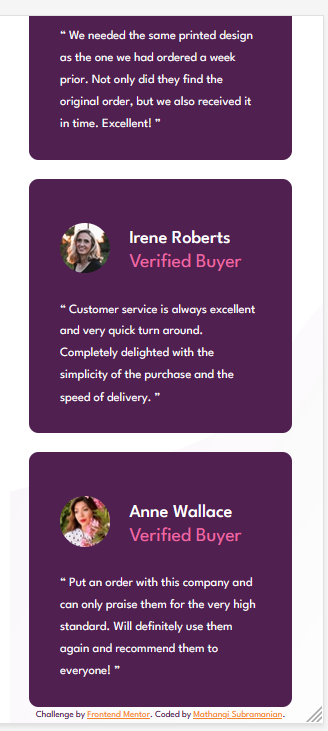 “ We needed the same printed design
as the one we had ordered a week
prior. Not only did they find the
original order, but we also received it
in time. Excellent! ”
Irene Roberts
Verified Buyer
“ Customer service is always excellent
and very quick turn around.
Completely delighted with the
simplicity of the purchase and the
speed of delivery. ”
Anne Wallace
Verified Buyer
“ Put an order with this company and
can only praise them for the very high
standard. Will definitely use them
again and recommend them to
everyone! ”
Challenge by Frontend Mentor. Coded by Mathangi Subramanian.